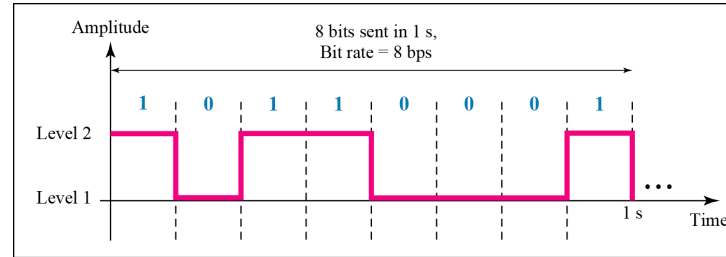 Amplitude
8 bits sent in 1 s,
Bit rate = 8 bps
1 0 1 1 0 0 0 1
Level 2
Level 1
1 s
Time